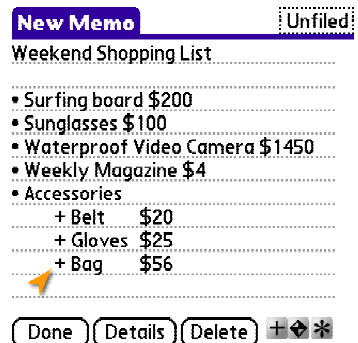 New Memo Unfiled
Weekend Shopping List
• Surfing board $200
• Sunglasses $100
• Waterproof Video Camera $1450
• Weekly Magazine $4
• Accessories
+ Belt $20
+ Gloves $25
+ Bag $56
Done Details Delete + *